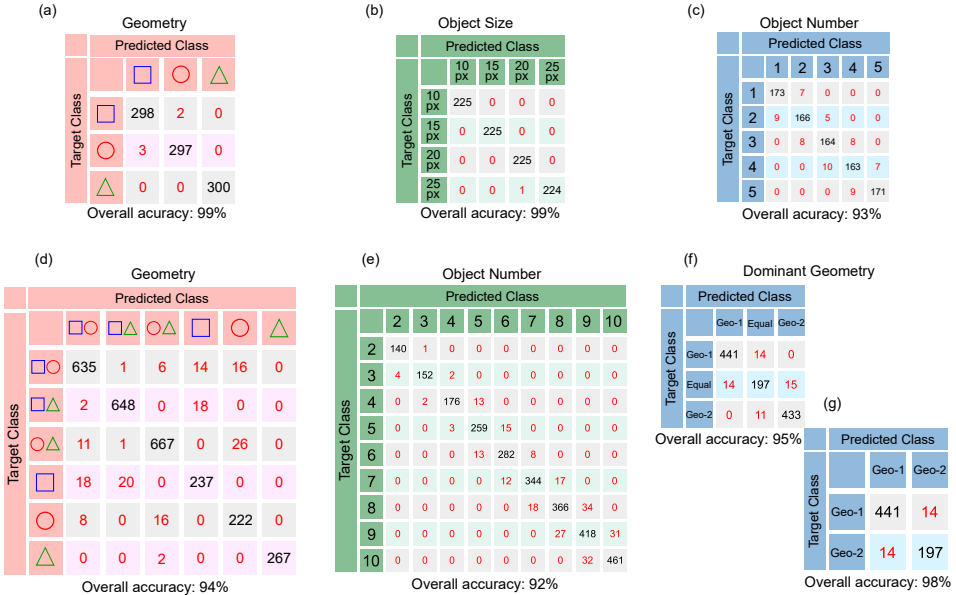 (a)
Geometry
Predicted Class
Target Class
298 2 0
3 297 0
0 0 300
Overall acuracy: 99%
(b)
Object Size
Predicted Class
Target Class
10 px 15 px 20 px 25 px
10 px 225 0 0 0
15 px 0 225 0 0
20 px 0 0 225 0
25 px 0 0 1 224
Overall acuracy: 99%
(c)
Object Number
Predicted Class
Target Class
1 2 3 4 5
1 173 7 0 0 0
2 9 166 5 0 0
3 0 8 164 8 0
4 0 0 10 163 7
5 0 0 0 9 171
Overall acuracy: 93%
(d)
Geometry
Predicted Class
Target Class
635 1 6 14 16 0
2 648 0 18 0 0
11 1 667 0 26 0
18 20 0 237 0 0
8 0 16 0 222 0
0 0 2 0 0 267
Overall accuracy: 94%
(e)
Object Number
Predicted Class
Target Class
2 3 4 5 6 7 8 9 10
2 140 1 0 0 0 0 0 0 0
3 4 152 2 0 0 0 0 0 0
4 0 2 176 13 0 0 0 0 0
5 0 0 3 259 15 0 0 0 0
6 0 0 0 13 282 8 0 0 0
7 0 0 0 0 12 344 17 0 0
8 0 0 0 0 0 18 366 34 0
9 0 0 0 0 0 0 27 418 31
10 0 0 0 0 0 0 0 32 461
Overall accuracy: 92%
(f)
Dominant Geometry
Predicted Class
Target Class
Geo-1 Equal Geo-2
Geo-1 441 14 0
Equal 14 197 15
Geo-2 0 11 433
Overall accuracy: 95%
(g)
Predicted Class
Target Class
Geo-1 Geo-2
Geo-1 441 14
Geo-2 14 197
Overall accuracy: 98%